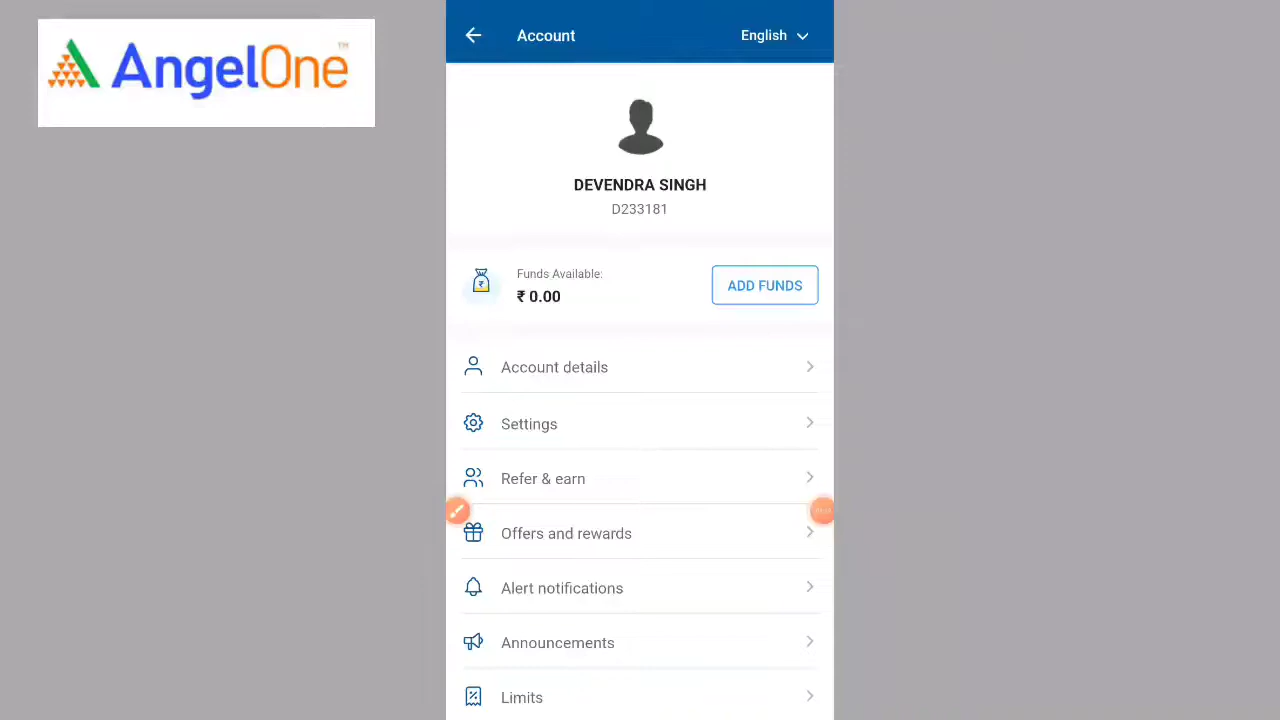 AngelOne™
Account
English
DEVENDRA SINGH
D233181
Funds Available:
₹ 0.00
ADD FUNDS
Account details
Settings
Refer & earn
Offers and rewards
Alert notifications
Announcements
Limits